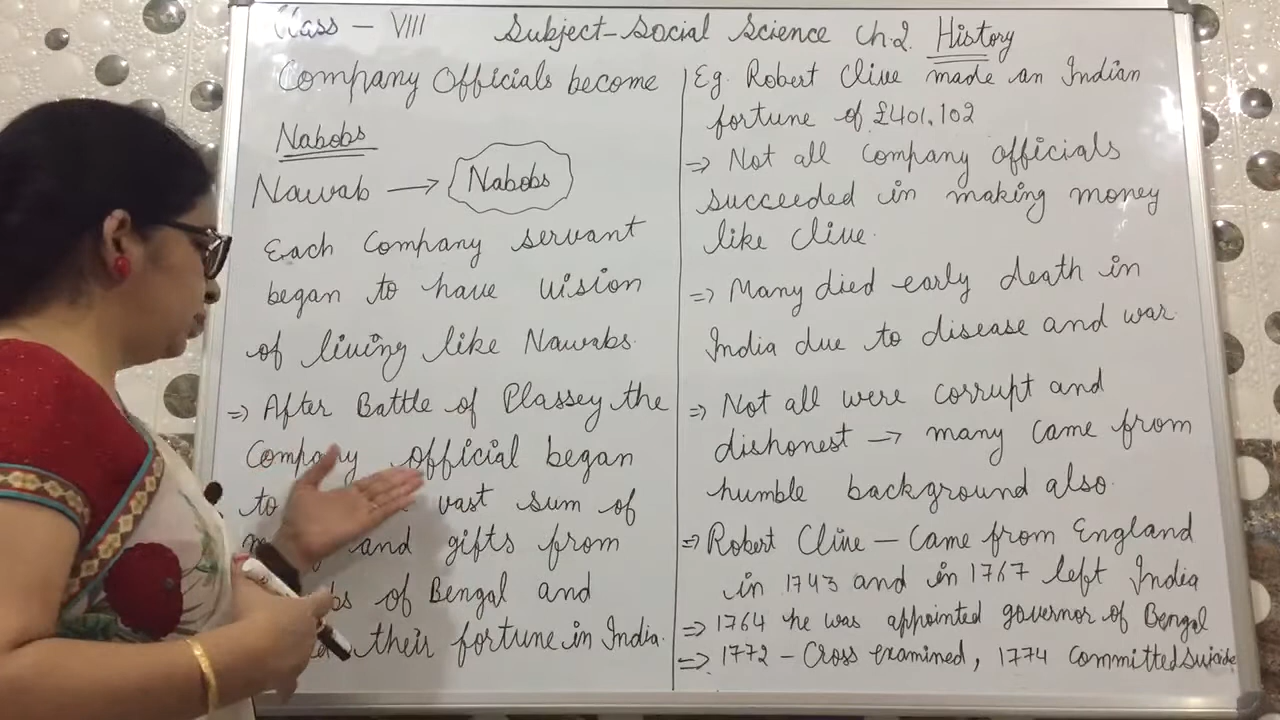 Class - VIII Subject-Social Science Ch.2. History
Company Officials become
Nabobs
Nawab → Nabobs
Each Company servant
began to have vision
of living like Nawabs.
⇒ After Battle of Plassey the
Company official began
to vast sum of
and gifts from
of Bengal and
their fortune in India.
Eg. Robert Clive made an Indian
fortune of £401,102
⇒ Not all Company officials
succeeded in making money
like Clive.
⇒ Many died early death in
India due to disease and war.
⇒ Not all were corrupt and
dishonest → many came from
humble background also.
⇒ Robert Clive - Came from England
in 1743 and in 1767 left India
⇒ 1764 he was appointed governor of Bengal
⇒ 1772 - Cross examined, 1774 committed suicide